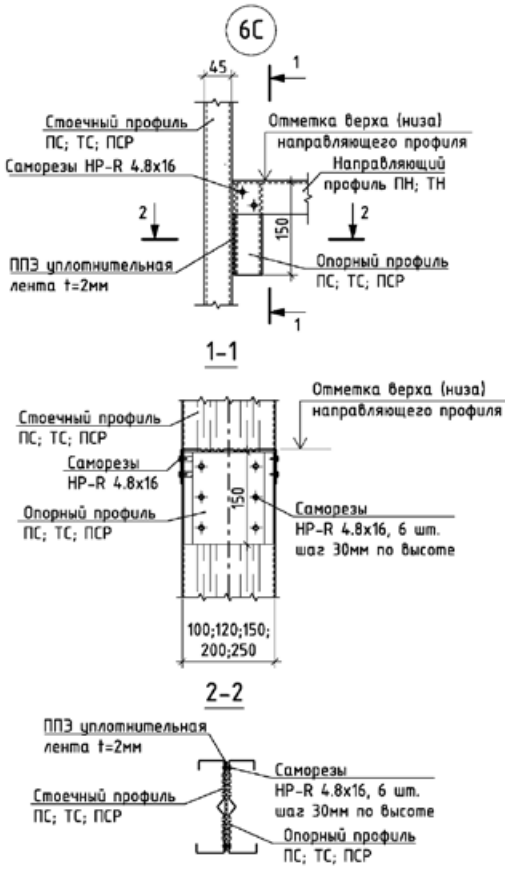 6С
1
45
Стоечный профиль
ПС; ТС; ПСР
Отметка верха (низа)
направляющего профиля
Саморезы HP-R 4.8x16
Направляющий
профиль ПН; ТН
2
2
150
ППЭ уплотнительная
лента t=2мм
Опорный профиль
ПС; ТС; ПСР
1
1-1
Отметка верха (низа)
направляющего профиля
Стоечный профиль
ПС; ТС; ПСР
Саморезы
HP-R 4.8x16
Опорный профиль
ПС; ТС; ПСР
150
Саморезы
HP-R 4.8x16, 6 шт.
шаг 30мм по высоте
100;120;150;
200;250
2-2
ППЭ уплотнительная
лента t=2мм
Саморезы
HP-R 4.8x16, 6 шт.
шаг 30мм по высоте
Стоечный профиль
ПС; ТС; ПСР
Опорный профиль
ПС; ТС; ПСР